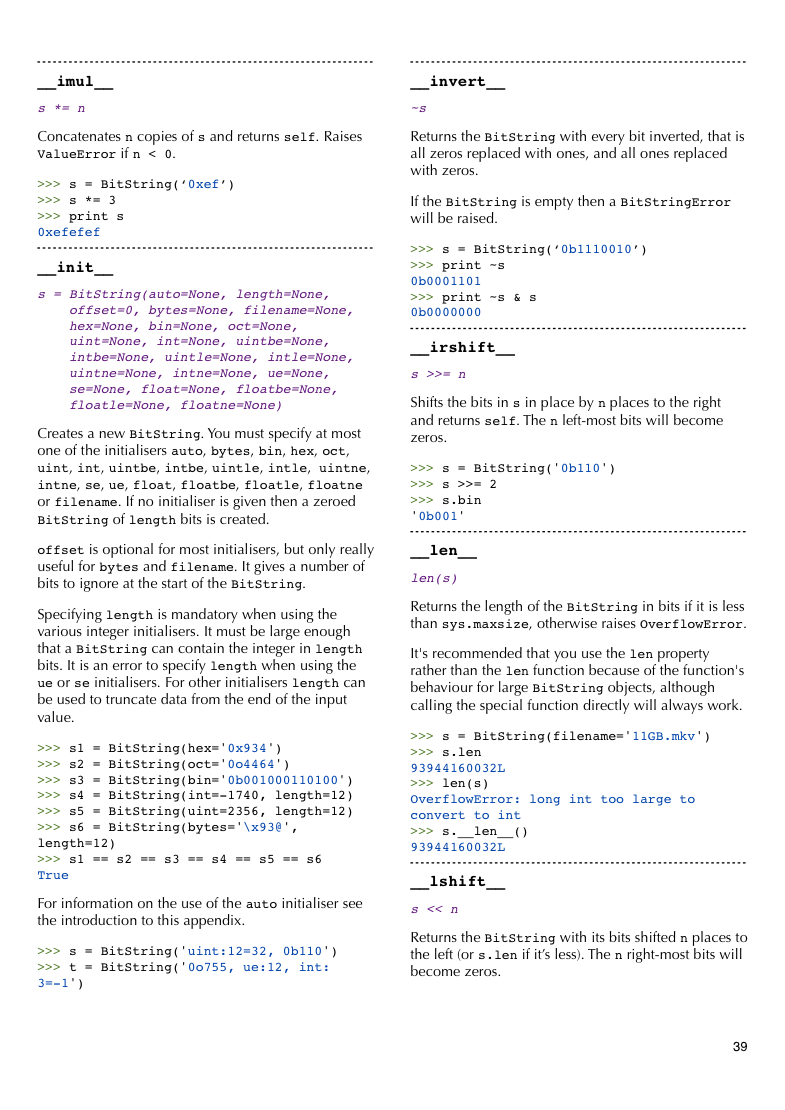 __imul__
s *= n
Concatenates n copies of s and returns self. Raises
ValueError if n < 0.
>>> s = BitString(‘0xef’)
>>> s *= 3
>>> print s
0xefefef
__init__
s = BitString(auto=None, length=None,
offset=0, bytes=None, filename=None,
hex=None, bin=None, oct=None,
uint=None, int=None, uintbe=None,
intbe=None, uintle=None, intle=None,
uintne=None, intne=None, ue=None,
se=None, float=None, floatbe=None,
floatle=None, floatne=None)
Creates a new BitString. You must specify at most
one of the initialisers auto, bytes, bin, hex, oct,
uint, int, uintbe, intbe, uintle, intle, uintne,
intne, se, ue, float, floatbe, floatle, floatne
or filename. If no initialiser is given then a zeroed
BitString of length bits is created.
offset is optional for most initialisers, but only really
useful for bytes and filename. It gives a number of
bits to ignore at the start of the BitString.
Specifying length is mandatory when using the
various integer initialisers. It must be large enough
that a BitString can contain the integer in length
bits. It is an error to specify length when using the
ue or se initialisers. For other initialisers length can
be used to truncate data from the end of the input
value.
>>> s1 = BitString(hex='0x934')
>>> s2 = BitString(oct='0o4464')
>>> s3 = BitString(bin='0b001000110100')
>>> s4 = BitString(int=-1740, length=12)
>>> s5 = BitString(uint=2356, length=12)
>>> s6 = BitString(bytes='\x93@',
length=12)
>>> s1 == s2 == s3 == s4 == s5 == s6
True
For information on the use of the auto initialiser see
the introduction to this appendix.
>>> s = BitString('uint:12=32, 0b110')
>>> t = BitString('0o755, ue:12, int:
3=-1')
__invert__
~s
Returns the BitString with every bit inverted, that is
all zeros replaced with ones, and all ones replaced
with zeros.
If the BitString is empty then a BitStringError
will be raised.
>>> s = BitString(‘0b1110010’)
>>> print ~s
0b0001101
>>> print ~s & s
0b0000000
__irshift__
s >>= n
Shifts the bits in s in place by n places to the right
and returns self. The n left-most bits will become
zeros.
>>> s = BitString('0b110')
>>> s >>= 2
>>> s.bin
'0b001'
__len__
len(s)
Returns the length of the BitString in bits if it is less
than sys.maxsize, otherwise raises OverflowError.
It's recommended that you use the len property
rather than the len function because of the function's
behaviour for large BitString objects, although
calling the special function directly will always work.
>>> s = BitString(filename='11GB.mkv')
>>> s.len
93944160032L
>>> len(s)
OverflowError: long int too large to
convert to int
>>> s.__len__()
93944160032L
__lshift__
s << n
Returns the BitString with its bits shifted n places to
the left (or s.len if it’s less). The n right-most bits will
become zeros.
39